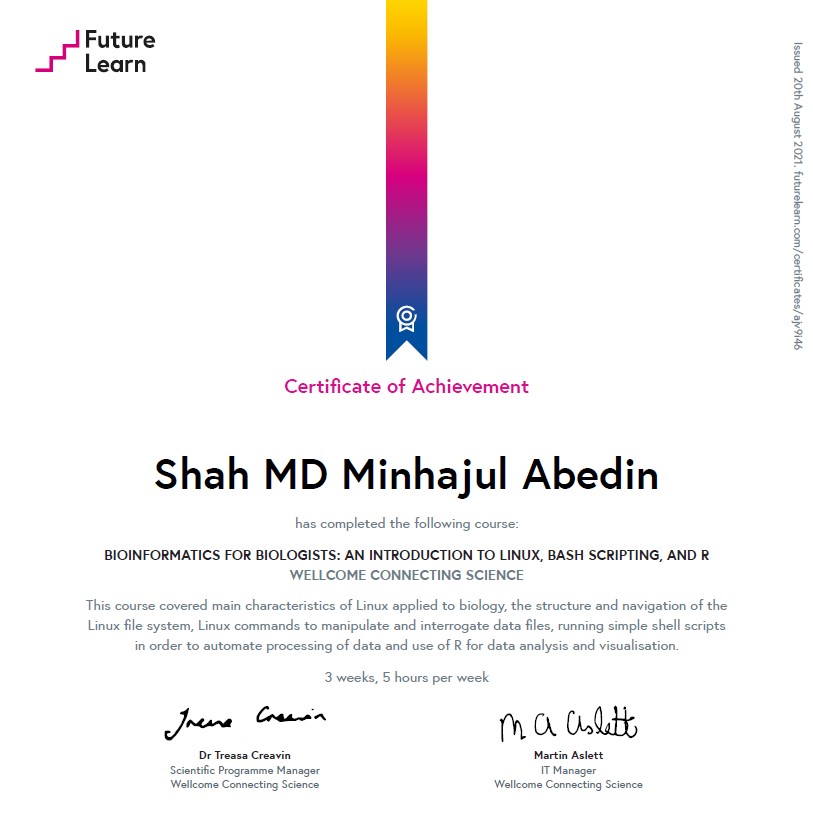 Future
Learn
Issued 20th August 2021. futurelearn.com/certificates/ajv9i46
Certificate of Achievement
Shah MD Minhajul Abedin
has completed the following course:
BIOINFORMATICS FOR BIOLOGISTS: AN INTRODUCTION TO LINUX, BASH SCRIPTING, AND R
WELLCOME CONNECTING SCIENCE
This course covered main characteristics of Linux applied to biology, the structure and navigation of the
Linux file system, Linux commands to manipulate and interrogate data files, running simple shell scripts
in order to automate processing of data and use of R for data analysis and visualisation.
3 weeks, 5 hours per week
Treasa Creavin
M A Aslett
Dr Treasa Creavin
Scientific Programme Manager
Wellcome Connecting Science
Martin Aslett
IT Manager
Wellcome Connecting Science